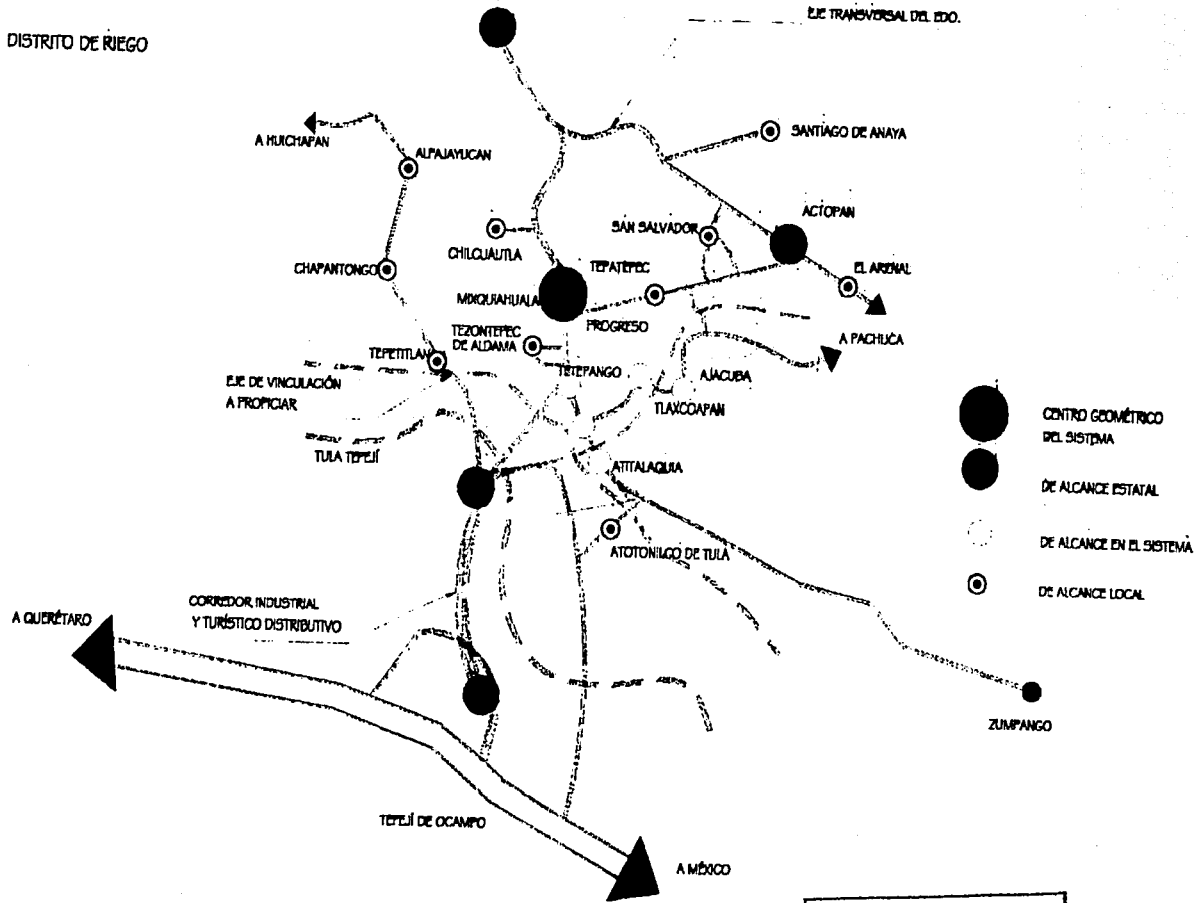 EJE TRANSVERSAL DEL EDO.
DISTRITO DE RIEGO
A HUICHAPAN
ALFAJAYUCAN
SANTIAGO DE ANAYA
ACTOPAN
SAN SALVADOR
CHILCUAUTLA
CHAPANTONGO
TEPATEPEC
EL ARENAL
MIXQUIAHUALA
PROGRESO
TEZONTEPEC
DE ALDAMA
A PACHUCA
TEPETITLAN
TETEPANGO
AJACUBA
EJE DE VINCULACIÓN
A PROPICIAR
TLAXCOAPAN
TULA TEPEJÍ
ATITALAQUIA
ATOTONILCO DE TULA
CENTRO GEOMÉTRICO
DEL SISTEMA
DE ALCANCE ESTATAL
DE ALCANCE EN EL SISTEMA
DE ALCANCE LOCAL
CORREDOR INDUSTRIAL
Y TURÍSTICO DISTRIBUTIVO
A QUERÉTARO
ZUMPANGO
TEPEJÍ DE OCAMPO
A MÉXICO